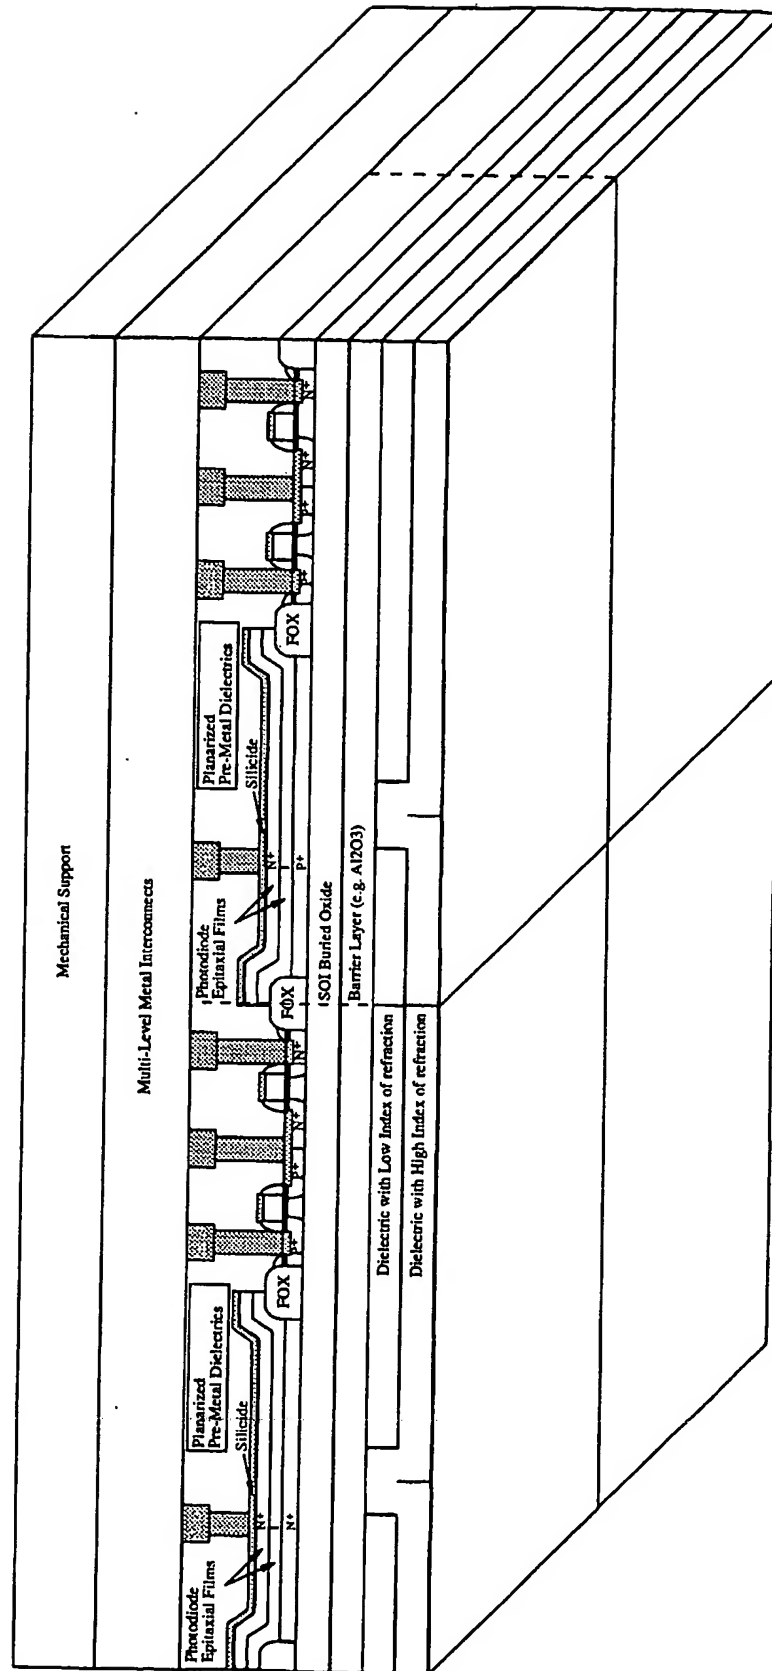 Mechanical Support
Multi-Level Metal Interconnects
Photodiode
Epitaxial Films
Planarized
Pre-Metal Dielectrics
Silicide
N+
N+
FOX
P+
P+
N+
N+
Photodiode
Epitaxial Films
Planarized
Pre-Metal Dielectrics
Silicide
N+
P+
FOX
FOX
P+
P+
N+
N+
SOI Buried Oxide
Barrier Layer (e.g. Al2O3)
Dielectric with Low Index of refraction
Dielectric with High Index of refraction